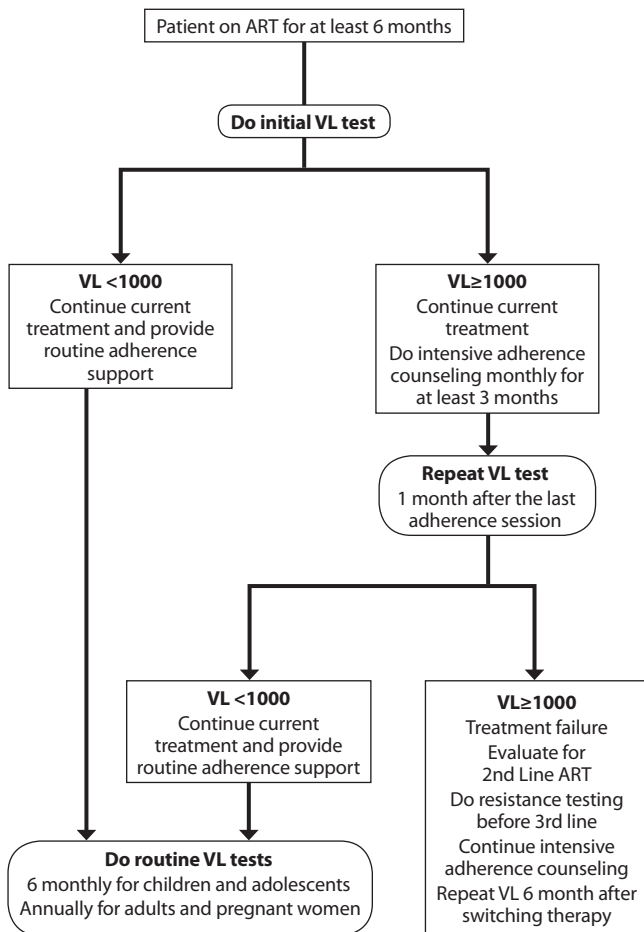 Patient on ART for at least 6 months
Do initial VL test
VL <1000
Continue current
treatment and provide
routine adherence
support
VL≥1000
Continue current
treatment
Do intensive adherence
counseling monthly for
at least 3 months
Repeat VL test
1 month after the last
adherence session
VL <1000
Continue current
treatment and provide
routine adherence support
VL≥1000
Treatment failure
Evaluate for
2nd Line ART
Do resistance testing
before 3rd line
Continue intensive
adherence counseling
Repeat VL 6 month after
switching therapy
Do routine VL tests
6 monthly for children and adolescents
Annually for adults and pregnant women